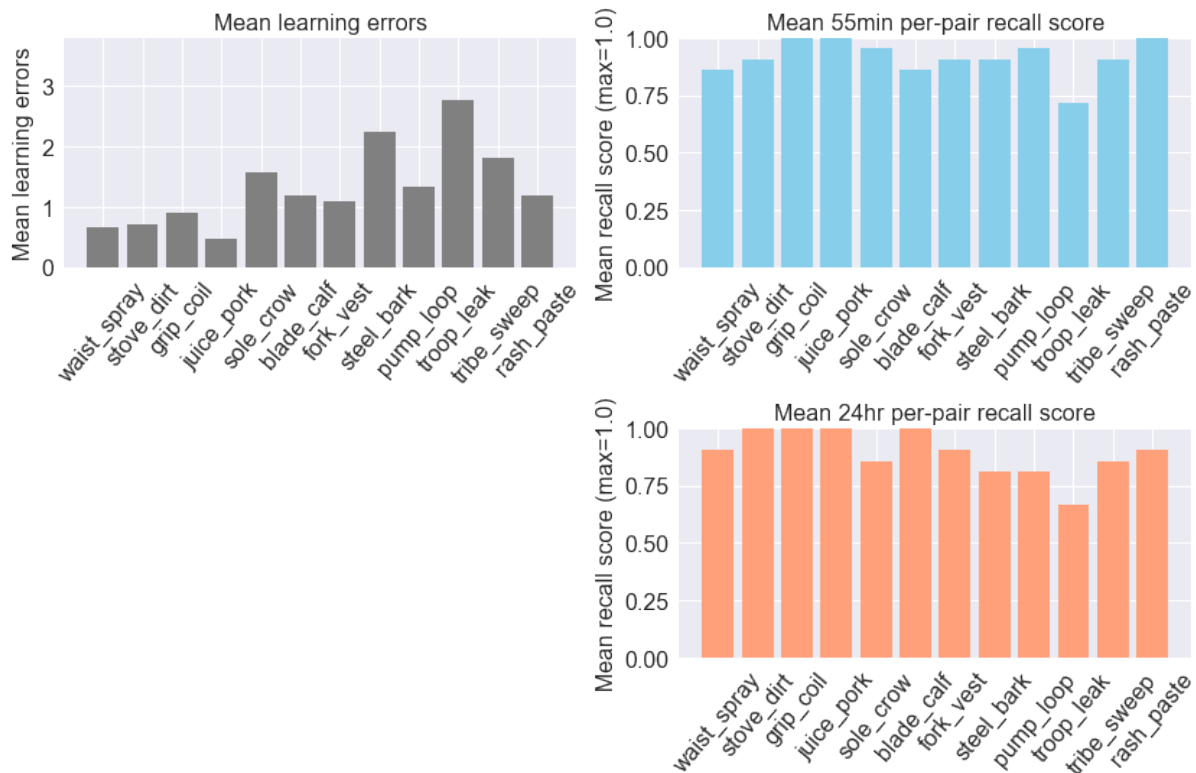 Mean learning errors
Mean learning errors
3
2
1
0
waist_spray
stove_dirt
grip_coil
juice_pork
sole_crow
blade_calf
fork_vest
steel_bark
pump_loop
troop_leak
tribe_sweep
rash_paste
Mean 55min per-pair recall score
Mean recall score (max=1.0)
1.00
0.75
0.50
0.25
0.00
waist_spray
stove_dirt
grip_coil
juice_pork
sole_crow
blade_calf
fork_vest
steel_bark
pump_loop
troop_leak
tribe_sweep
rash_paste
Mean 24hr per-pair recall score
Mean recall score (max=1.0)
1.00
0.75
0.50
0.25
0.00
waist_spray
stove_dirt
grip_coil
juice_pork
sole_crow
blade_calf
fork_vest
steel_bark
pump_loop
troop_leak
tribe_sweep
rash_paste